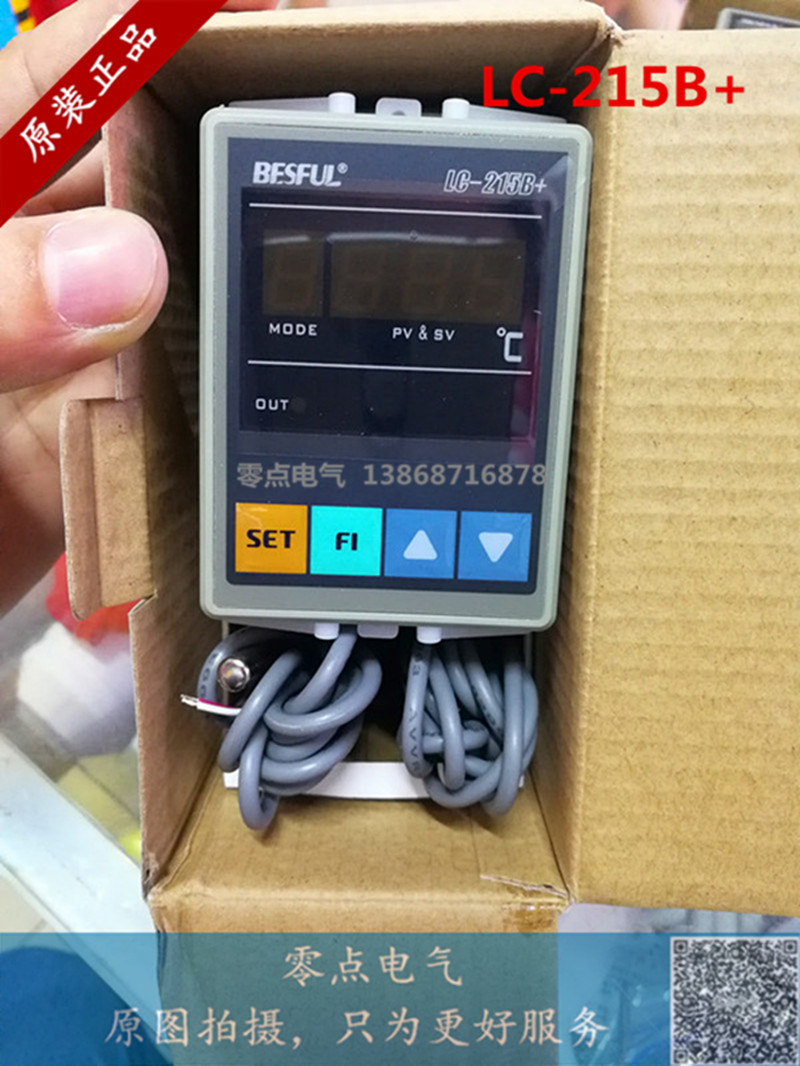 原装正品
LC-215B+
BESFUL®
LC-215B+
MODE
PV & SV
℃
OUT
零点电气 13868716878
SET
FI
零点电气
原图拍摄，只为更好服务